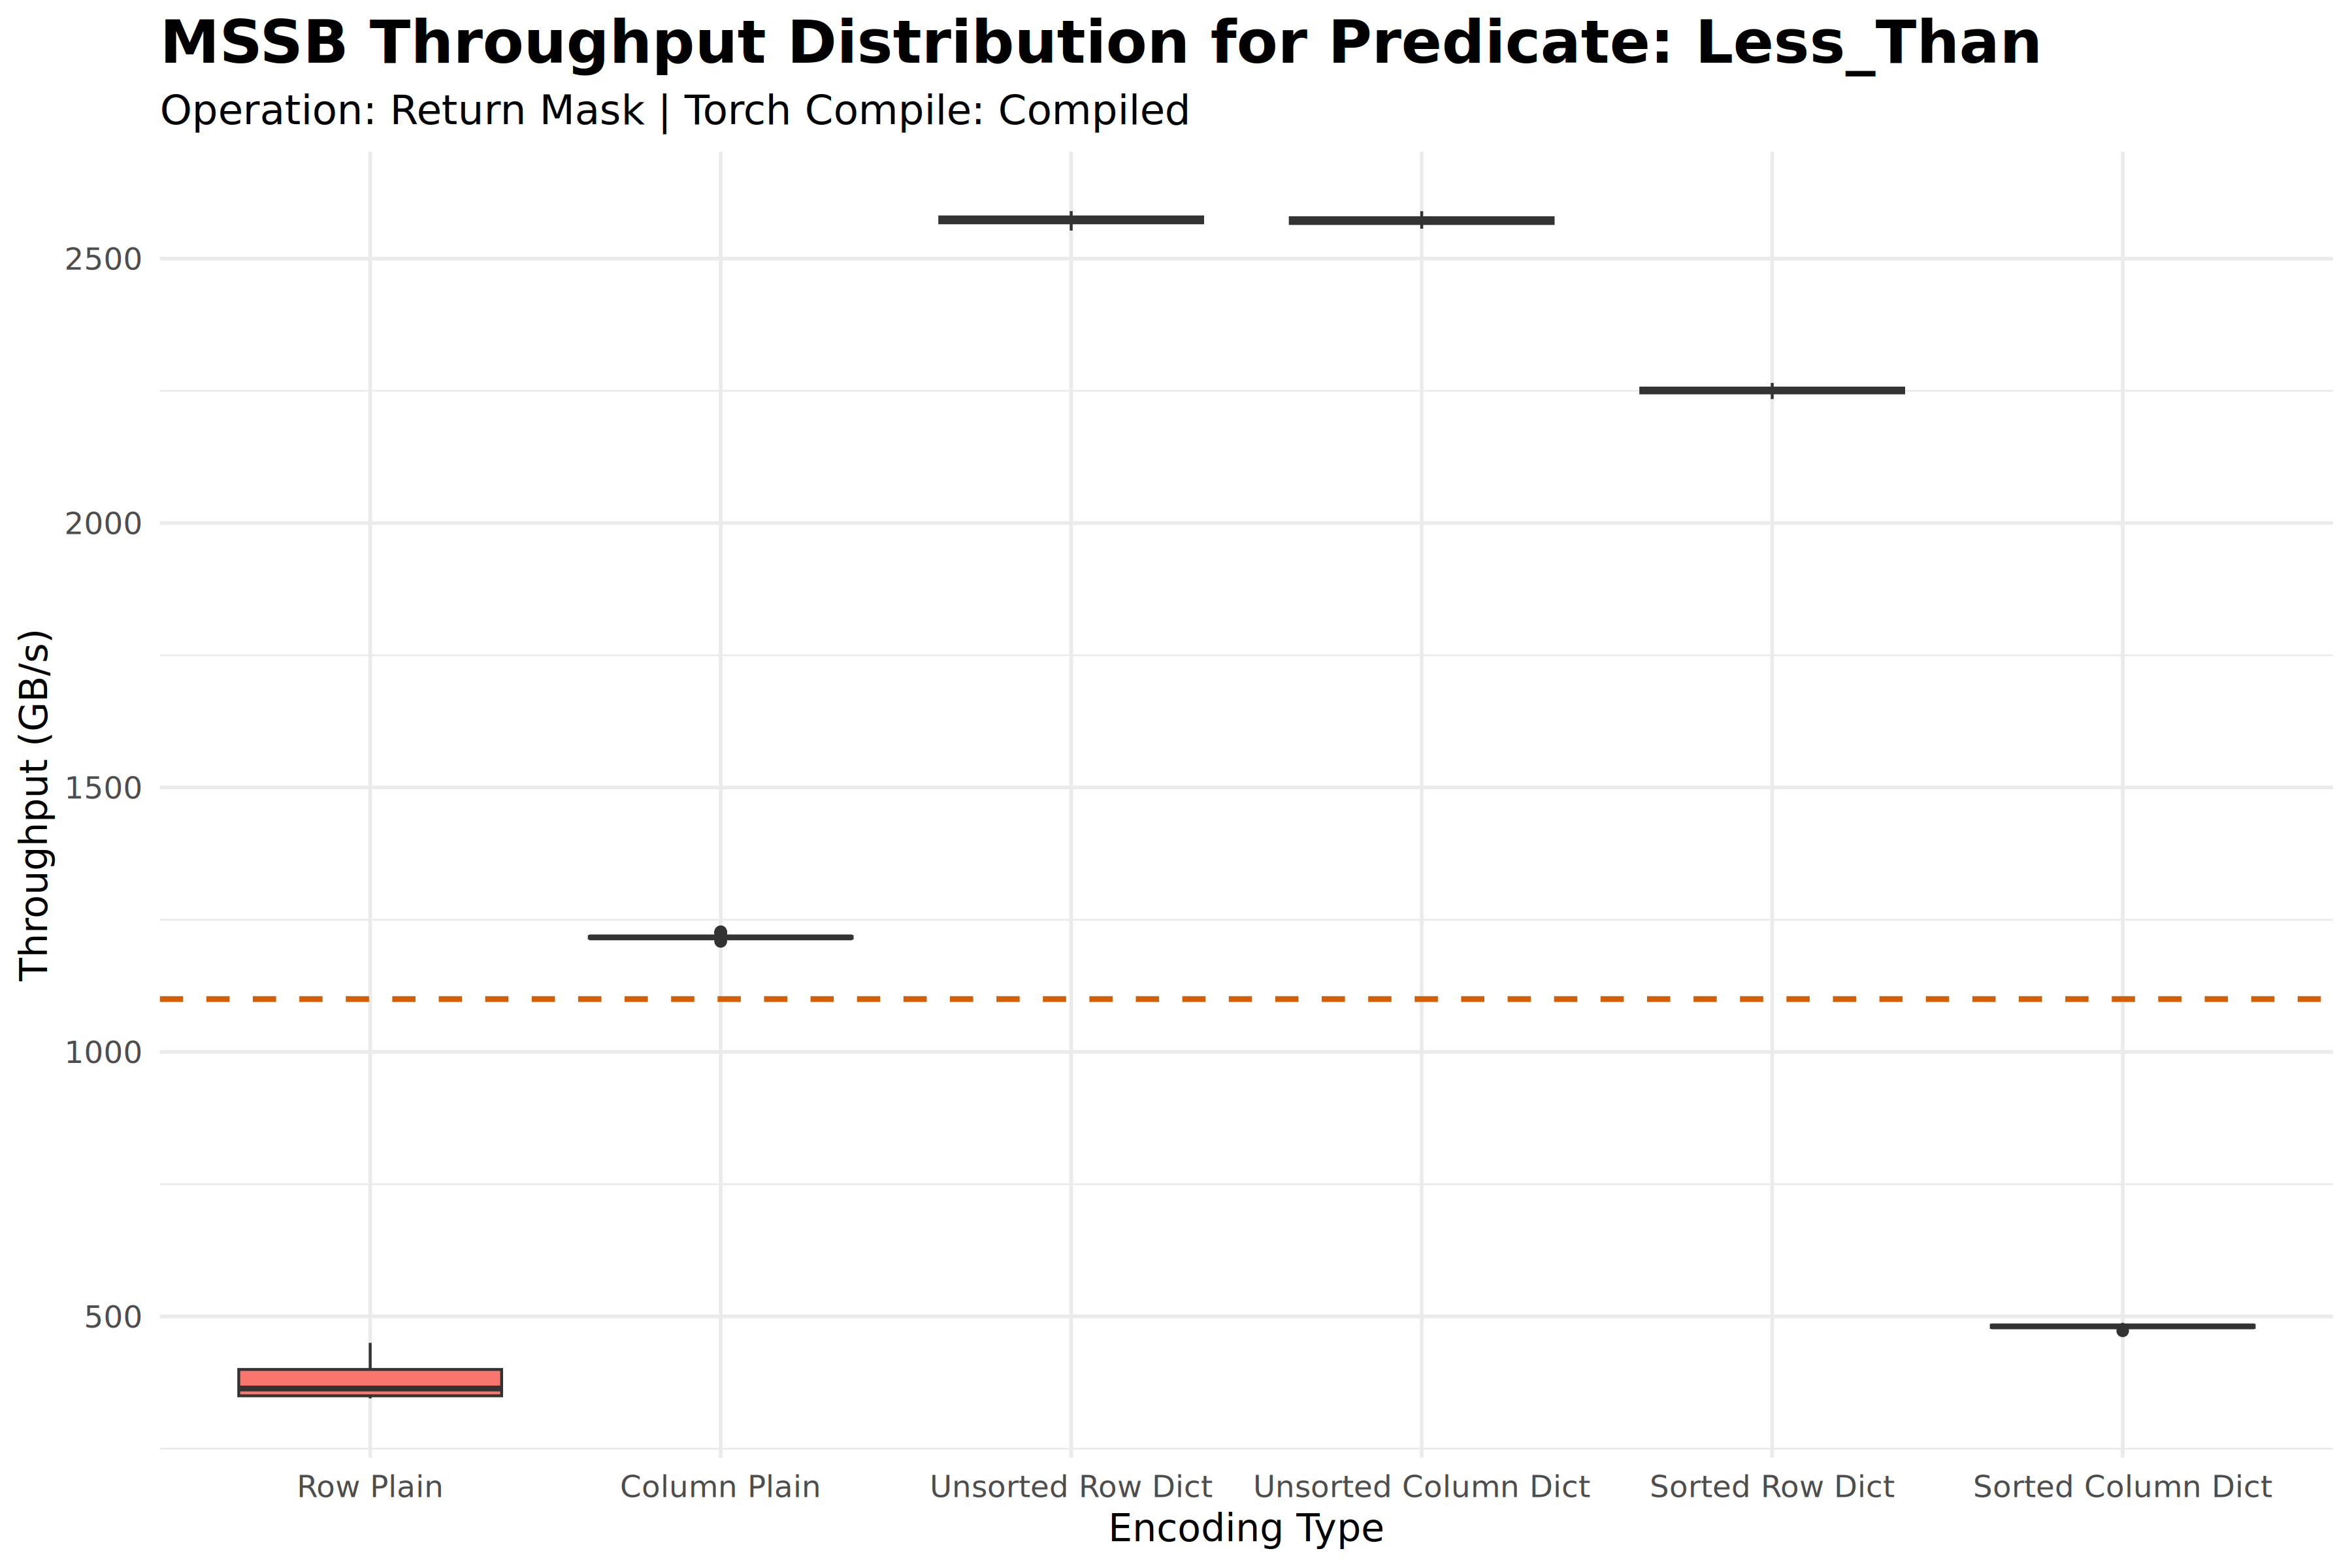 MSSB Throughput Distribution for Predicate: Less_Than
Operation: Return Mask | Torch Compile: Compiled
Throughput (GB/s)
2500
2000
1500
1000
500
Row Plain
Column Plain
Unsorted Row Dict
Unsorted Column Dict
Sorted Row Dict
Sorted Column Dict
Encoding Type